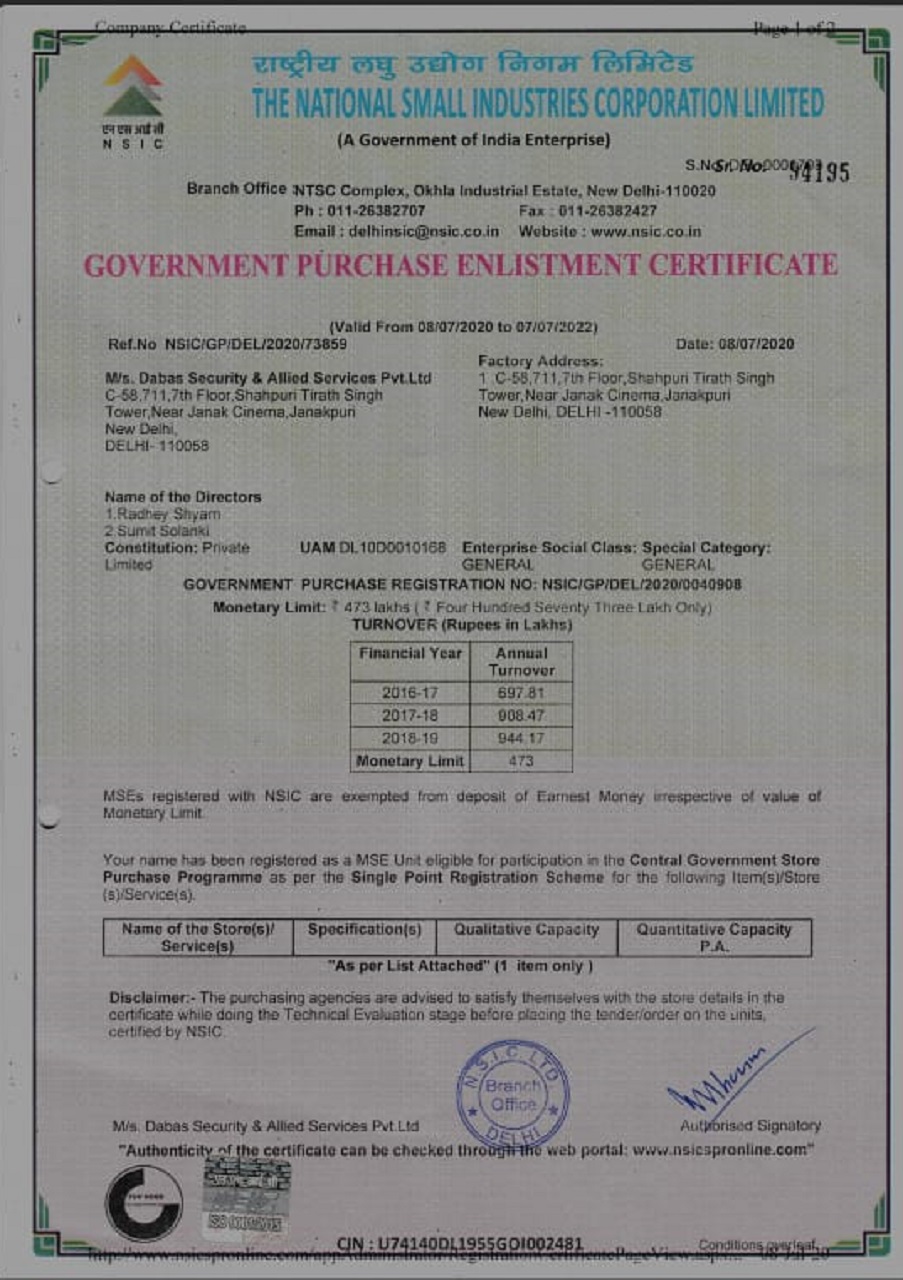 Company Certificate Page 1 of 2
राष्ट्रीय लघु उद्योग निगम लिमिटेड
THE NATIONAL SMALL INDUSTRIES CORPORATION LIMITED
एन एस आई सी
N S I C
(A Government of India Enterprise)
Sr. No. 94195
Branch Office : NTSC Complex, Okhla Industrial Estate, New Delhi-110020
Ph : 011-26382707 Fax : 011-26382427
Email : delhinsic@nsic.co.in Website : www.nsic.co.in
GOVERNMENT PURCHASE ENLISTMENT CERTIFICATE
(Valid From 08/07/2020 to 07/07/2022)
Ref.No NSIC/GP/DEL/2020/73859 Date: 08/07/2020
M/s. Dabas Security & Allied Services Pvt.Ltd
C-58,711,7th Floor,Shahpuri Tirath Singh
Tower,Near Janak Cinema,Janakpuri
New Delhi,
DELHI- 110058
Factory Address:
1 .C-58,711,7th Floor,Shahpuri Tirath Singh
Tower,Near Janak Cinema,Janakpuri
New Delhi, DELHI -110058
Name of the Directors
1.Radhey Shyam
2.Sumit Solanki
Constitution: Private Limited
UAM DL10D0010168
Enterprise Social Class: GENERAL
Special Category: GENERAL
GOVERNMENT PURCHASE REGISTRATION NO: NSIC/GP/DEL/2020/0040908
Monetary Limit: ₹ 473 lakhs ( ₹ Four Hundred Seventy Three Lakh Only)
TURNOVER (Rupees in Lakhs)
Financial Year Annual Turnover
2016-17 697.81
2017-18 908.47
2018-19 944.17
Monetary Limit 473
MSEs registered with NSIC are exempted from deposit of Earnest Money irrespective of value of
Monetary Limit.
Your name has been registered as a MSE Unit eligible for participation in the Central Government Store
Purchase Programme as per the Single Point Registration Scheme for the following Item(s)/Store
(s)/Service(s).
Name of the Store(s)/ Service(s) Specification(s) Qualitative Capacity Quantitative Capacity P.A.
"As per List Attached" (1 item only )
Disclaimer:- The purchasing agencies are advised to satisfy themselves with the store details in the
certificate while doing the Technical Evaluation stage before placing the tender/order on the units,
certified by NSIC.
N.S.I.C. LTD
Branch
Office
DELHI
M/s. Dabas Security & Allied Services Pvt.Ltd Authorised Signatory
"Authenticity of the certificate can be checked through the web portal: www.nsicspronline.com"
CIN : U74140DL1955GOI002481
Conditions overleaf